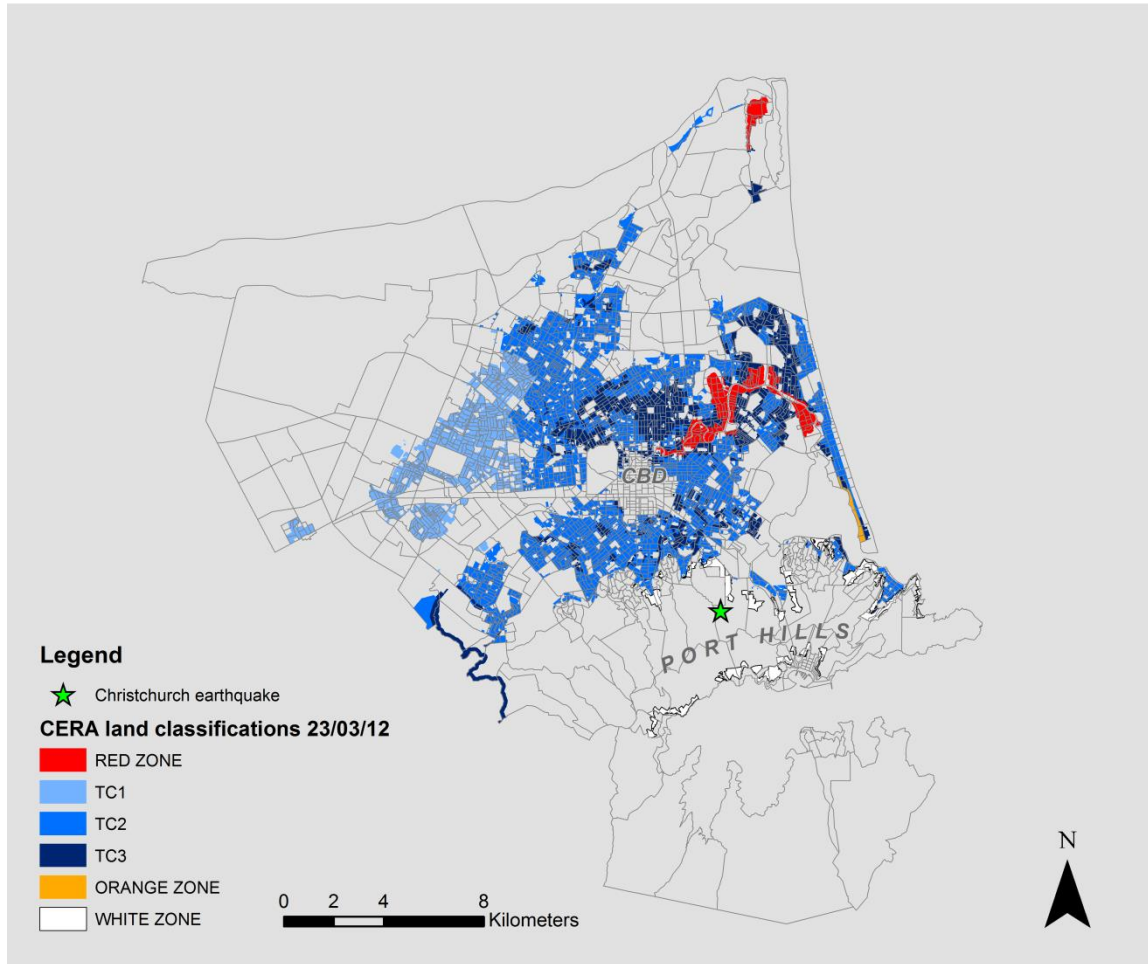 CBD
PORT HILLS
Legend
Christchurch earthquake
CERA land classifications 23/03/12
RED ZONE
TC1
TC2
TC3
ORANGE ZONE
WHITE ZONE
0 2 4 8
Kilometers
N